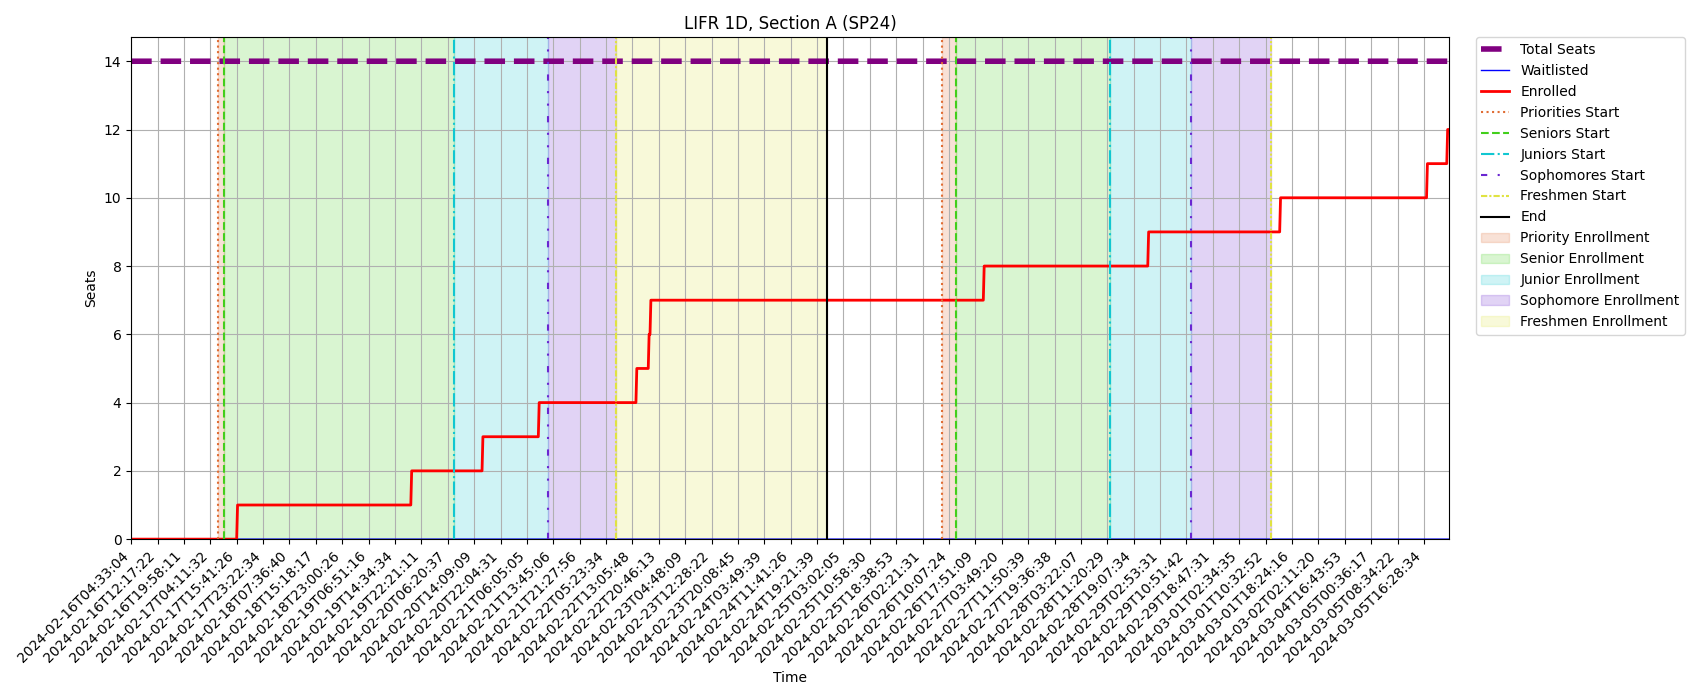 LIFR 1D, Section A (SP24)
Total Seats
Waitlisted
Enrolled
Priorities Start
Seniors Start
Juniors Start
Sophomores Start
Freshmen Start
End
Priority Enrollment
Senior Enrollment
Junior Enrollment
Sophomore Enrollment
Freshmen Enrollment
Seats
14
12
10
8
6
4
2
0
2024-02-16T04:33:04
2024-02-16T12:17:22
2024-02-16T19:58:11
2024-02-17T04:11:32
2024-02-17T15:41:26
2024-02-17T23:22:34
2024-02-18T07:36:40
2024-02-18T15:18:17
2024-02-18T23:00:26
2024-02-19T06:51:16
2024-02-19T14:34:34
2024-02-19T22:21:11
2024-02-20T06:20:37
2024-02-20T14:09:09
2024-02-20T22:04:31
2024-02-21T06:05:05
2024-02-21T13:45:06
2024-02-21T21:27:56
2024-02-22T05:23:34
2024-02-22T13:05:48
2024-02-22T20:46:13
2024-02-23T04:48:09
2024-02-23T12:28:22
2024-02-23T20:08:45
2024-02-24T03:49:39
2024-02-24T11:41:26
2024-02-24T19:21:39
2024-02-25T03:02:05
2024-02-25T10:58:30
2024-02-25T18:38:53
2024-02-26T02:21:31
2024-02-26T10:07:24
2024-02-26T17:51:09
2024-02-27T03:49:20
2024-02-27T11:50:39
2024-02-27T19:36:38
2024-02-28T03:22:07
2024-02-28T11:20:29
2024-02-28T19:07:34
2024-02-29T02:53:31
2024-02-29T10:51:42
2024-02-29T18:47:31
2024-03-01T02:34:35
2024-03-01T10:32:52
2024-03-01T18:24:16
2024-03-02T02:11:20
2024-03-04T16:43:53
2024-03-05T00:36:17
2024-03-05T08:34:22
2024-03-05T16:28:34
Time